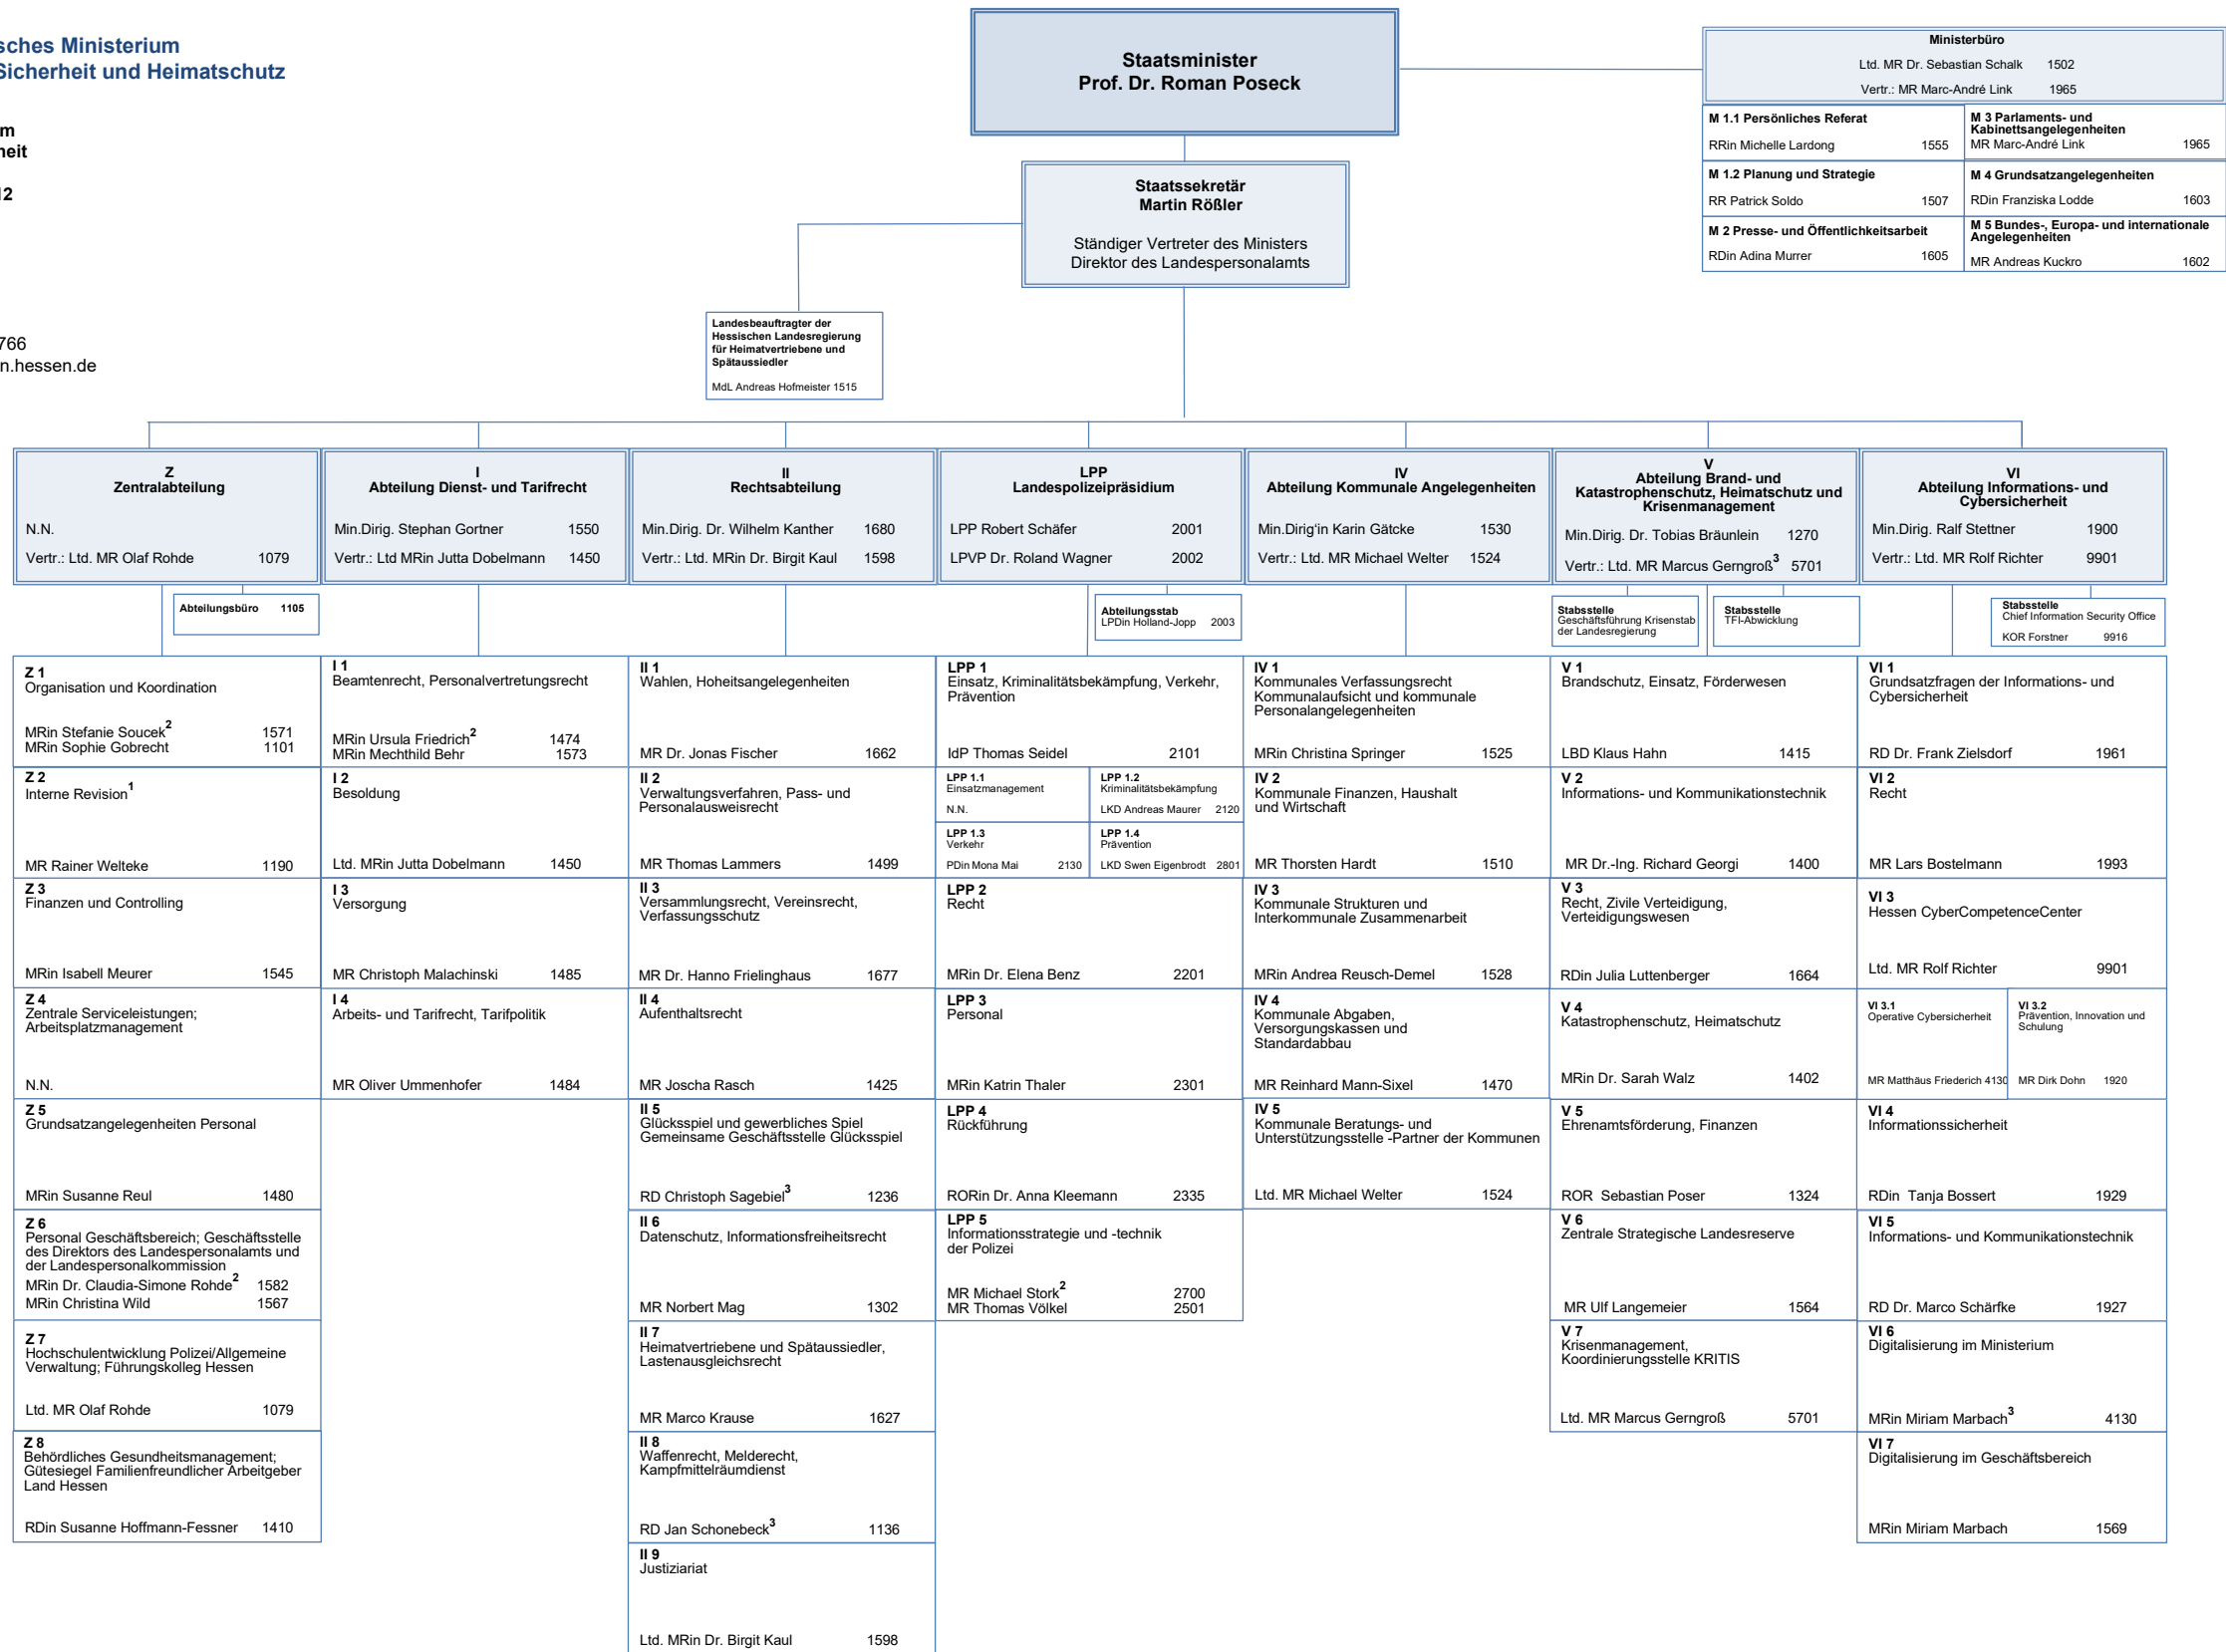 Ministerium
Sicherheit und Heimatschutz
12
766
Staatsminister
Prof. Dr. Roman Poseck
Ministerbüro
Ltd. MR Dr. Sebastian Schalk 1502
Vertr.: MR Marc-André Link 1965
M 1.1 Persönliches Referat
RRin Michelle Lardong 1555
M 3 Parlaments- und
Kabinettsangelegenheiten
MR Marc-André Link 1965
M 1.2 Planung und Strategie
RR Patrick Soldo 1507
M 4 Grundsatzangelegenheiten
RDin Franziska Lodde 1603
M 2 Presse- und Öffentlichkeitsarbeit
RDin Adina Murrer 1605
M 5 Bundes-, Europa- und internationale
Angelegenheiten
MR Andreas Kuckro 1602
Staatssekretär
Martin Rößler
Ständiger Vertreter des Ministers
Direktor des Landespersonalamts
n.hessen.de
Landesbeauftragter der
Hessischen Landesregierung
für Heimatvertriebene und
Spätaussiedler
MdL Andreas Hofmeister 1515
Z
Zentralabteilung
N.N.
Vertr.: Ltd. MR Olaf Rohde 1079
I
Abteilung Dienst- und Tarifrecht
Min.Dirig. Stephan Gortner 1550
Vertr.: Ltd MRin Jutta Dobelmann 1450
II
Rechtsabteilung
Min.Dirig. Dr. Wilhelm Kanther 1680
Vertr.: Ltd. MRin Dr. Birgit Kaul 1598
LPP
Landespolizeipräsidium
LPP Robert Schäfer 2001
LPVP Dr. Roland Wagner 2002
IV
Abteilung Kommunale Angelegenheiten
Min.Dirig'in Karin Gätcke 1530
Vertr.: Ltd. MR Michael Welter 1524
V
Abteilung Brand- und
Katastrophenschutz, Heimatschutz und
Krisenmanagement
Min.Dirig. Dr. Tobias Bräunlein 1270
Vertr.: Ltd. MR Marcus Gerngroß3 5701
VI
Abteilung Informations- und
Cybersicherheit
Min.Dirig. Ralf Stettner 1900
Vertr.: Ltd. MR Rolf Richter 9901
Abteilungsbüro 1105
Abteilungsstab
LPDin Holland-Jopp 2003
Stabsstelle
Geschäftsführung Krisenstab
der Landesregierung
Stabsstelle
TFI-Abwicklung
Stabsstelle
Chief Information Security Office
KOR Forstner 9916
Z 1
Organisation und Koordination
MRin Stefanie Soucek2 1571
MRin Sophie Gobrecht 1101
Z 2
Interne Revision1
MR Rainer Welteke 1190
Z 3
Finanzen und Controlling
MRin Isabell Meurer 1545
Z 4
Zentrale Serviceleistungen;
Arbeitsplatzmanagement
N.N.
Z 5
Grundsatzangelegenheiten Personal
MRin Susanne Reul 1480
Z 6
Personal Geschäftsbereich; Geschäftsstelle
des Direktors des Landespersonalamts und
der Landespersonalkommission
MRin Dr. Claudia-Simone Rohde2 1582
MRin Christina Wild 1567
Z 7
Hochschulentwicklung Polizei/Allgemeine
Verwaltung; Führungskolleg Hessen
Ltd. MR Olaf Rohde 1079
Z 8
Behördliches Gesundheitsmanagement;
Gütesiegel Familienfreundlicher Arbeitgeber
Land Hessen
RDin Susanne Hoffmann-Fessner 1410
I 1
Beamtenrecht, Personalvertretungsrecht
MRin Ursula Friedrich2 1474
MRin Mechthild Behr 1573
I 2
Besoldung
Ltd. MRin Jutta Dobelmann 1450
I 3
Versorgung
MR Christoph Malachinski 1485
I 4
Arbeits- und Tarifrecht, Tarifpolitik
MR Oliver Ummenhofer 1484
II 1
Wahlen, Hoheitsangelegenheiten
MR Dr. Jonas Fischer 1662
II 2
Verwaltungsverfahren, Pass- und
Personalausweisrecht
MR Thomas Lammers 1499
II 3
Versammlungsrecht, Vereinsrecht,
Verfassungsschutz
MR Dr. Hanno Frielinghaus 1677
II 4
Aufenthaltsrecht
MR Joscha Rasch 1425
II 5
Glücksspiel und gewerbliches Spiel
Gemeinsame Geschäftsstelle Glücksspiel
RD Christoph Sagebiel3 1236
II 6
Datenschutz, Informationsfreiheitsrecht
MR Norbert Mag 1302
II 7
Heimatvertriebene und Spätaussiedler,
Lastenausgleichsrecht
MR Marco Krause 1627
II 8
Waffenrecht, Melderecht,
Kampfmittelräumdienst
RD Jan Schonebeck3 1136
II 9
Justiziariat
Ltd. MRin Dr. Birgit Kaul 1598
LPP 1
Einsatz, Kriminalitätsbekämpfung, Verkehr,
Prävention
IdP Thomas Seidel 2101
LPP 1.1
Einsatzmanagement
N.N.
LPP 1.2
Kriminalitätsbekämpfung
LKD Andreas Maurer 2120
LPP 1.3
Verkehr
PDin Mona Mai 2130
LPP 1.4
Prävention
LKD Swen Eigenbrodt 2801
LPP 2
Recht
MRin Dr. Elena Benz 2201
LPP 3
Personal
MRin Katrin Thaler 2301
LPP 4
Rückführung
RORin Dr. Anna Kleemann 2335
LPP 5
Informationsstrategie und -technik
der Polizei
MR Michael Stork2 2700
MR Thomas Völkel 2501
IV 1
Kommunales Verfassungsrecht
Kommunalaufsicht und kommunale
Personalangelegenheiten
MRin Christina Springer 1525
IV 2
Kommunale Finanzen, Haushalt
und Wirtschaft
MR Thorsten Hardt 1510
IV 3
Kommunale Strukturen und
Interkommunale Zusammenarbeit
MRin Andrea Reusch-Demel 1528
IV 4
Kommunale Abgaben,
Versorgungskassen und
Standardabbau
MR Reinhard Mann-Sixel 1470
IV 5
Kommunale Beratungs- und
Unterstützungsstelle -Partner der Kommunen
Ltd. MR Michael Welter 1524
V 1
Brandschutz, Einsatz, Förderwesen
LBD Klaus Hahn 1415
V 2
Informations- und Kommunikationstechnik
MR Dr.-Ing. Richard Georgi 1400
V 3
Recht, Zivile Verteidigung,
Verteidigungswesen
RDin Julia Luttenberger 1664
V 4
Katastrophenschutz, Heimatschutz
MRin Dr. Sarah Walz 1402
V 5
Ehrenamtsförderung, Finanzen
ROR Sebastian Poser 1324
V 6
Zentrale Strategische Landesreserve
MR Ulf Langemeier 1564
V 7
Krisenmanagement,
Koordinierungsstelle KRITIS
Ltd. MR Marcus Gerngroß 5701
VI 1
Grundsatzfragen der Informations- und
Cybersicherheit
RD Dr. Frank Zielsdorf 1961
VI 2
Recht
MR Lars Bostelmann 1993
VI 3
Hessen CyberCompetenceCenter
Ltd. MR Rolf Richter 9901
VI 3.1
Operative Cybersicherheit
MR Matthäus Friederich 4130
VI 3.2
Prävention, Innovation und
Schulung
MR Dirk Dohn 1920
VI 4
Informationssicherheit
RDin Tanja Bossert 1929
VI 5
Informations- und Kommunikationstechnik
RD Dr. Marco Schärfke 1927
VI 6
Digitalisierung im Ministerium
MRin Miriam Marbach3 4130
VI 7
Digitalisierung im Geschäftsbereich
MRin Miriam Marbach 1569